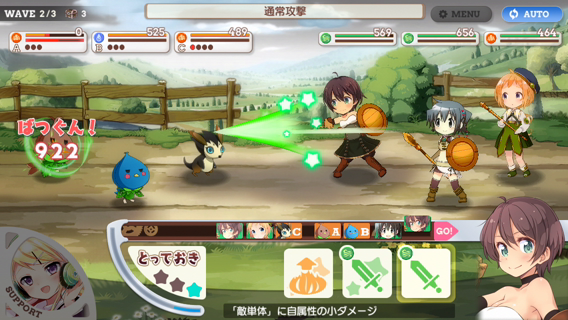 WAVE 2/3 3
通常攻撃
MENU
AUTO
0
A
525
B
489
C
569
656
464
ばつぐん!
922
C A B GO!
とっておき
SUPPORT
「敵単体」に自属性の小ダメージ